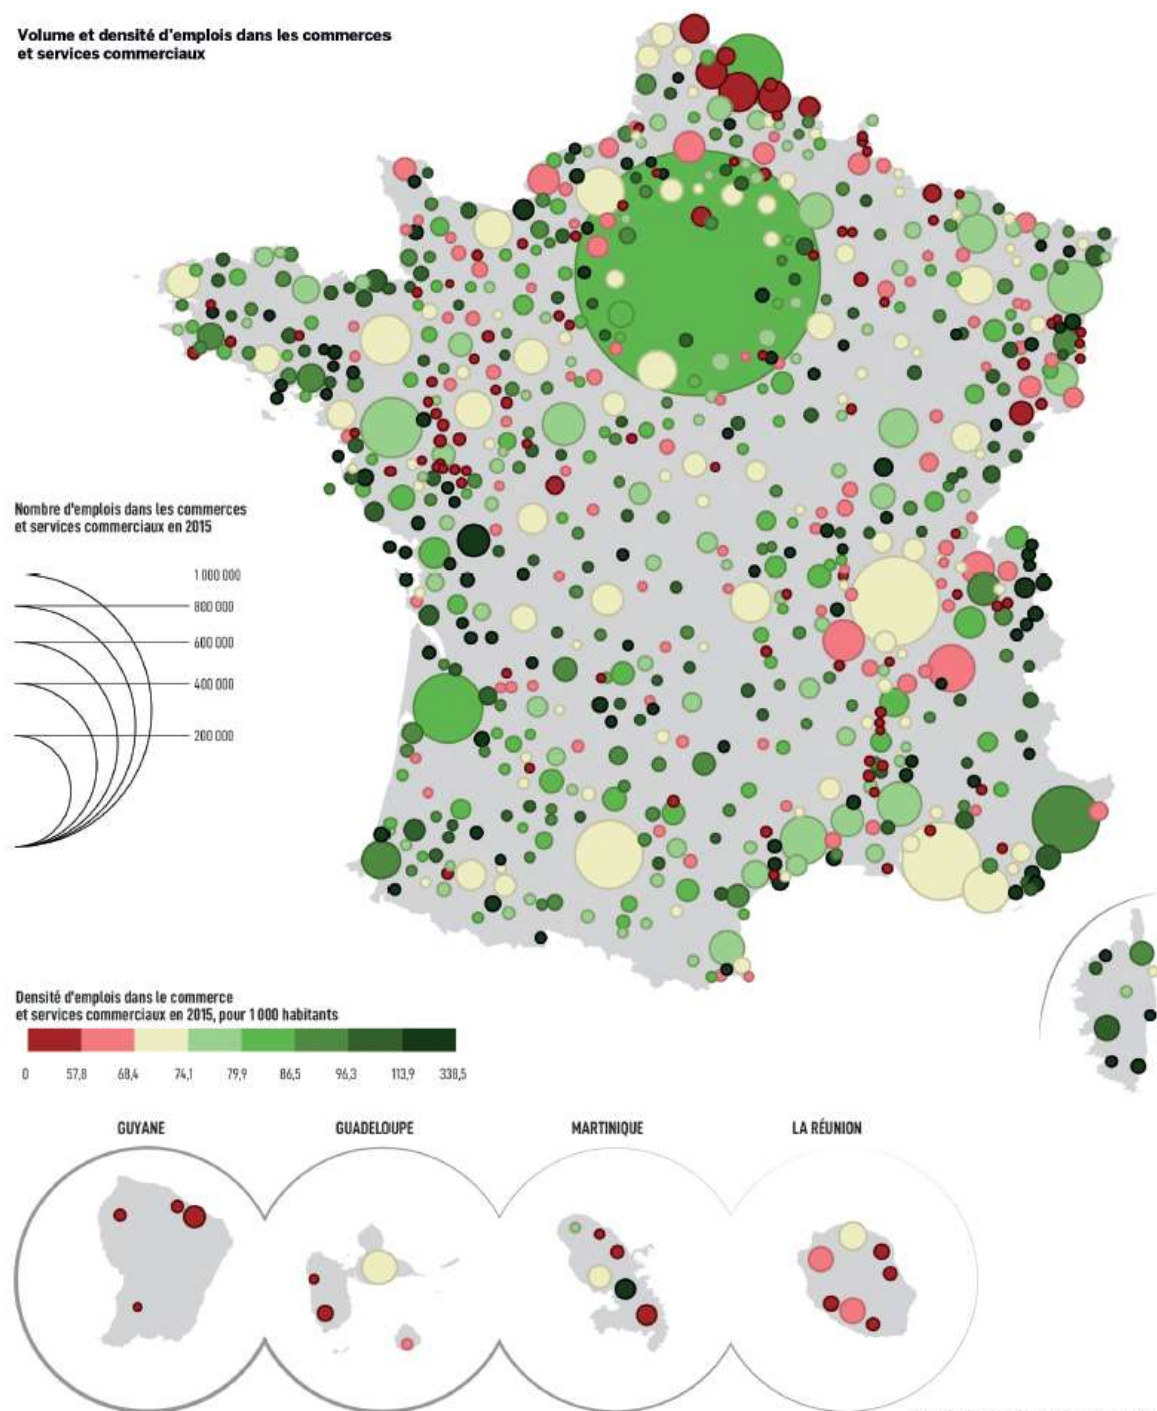 Volume et densité d'emplois dans les commerces
et services commerciaux
Nombre d'emplois dans les commerces
et services commerciaux en 2015
1 000 000
800 000
600 000
400 000
200 000
Densité d'emplois dans le commerce
et services commerciaux en 2015, pour 1 000 habitants
0 57,8 68,4 74,1 79,9 86,5 96,3 113,9 338,5
GUYANE GUADELOUPE MARTINIQUE LA RÉUNION